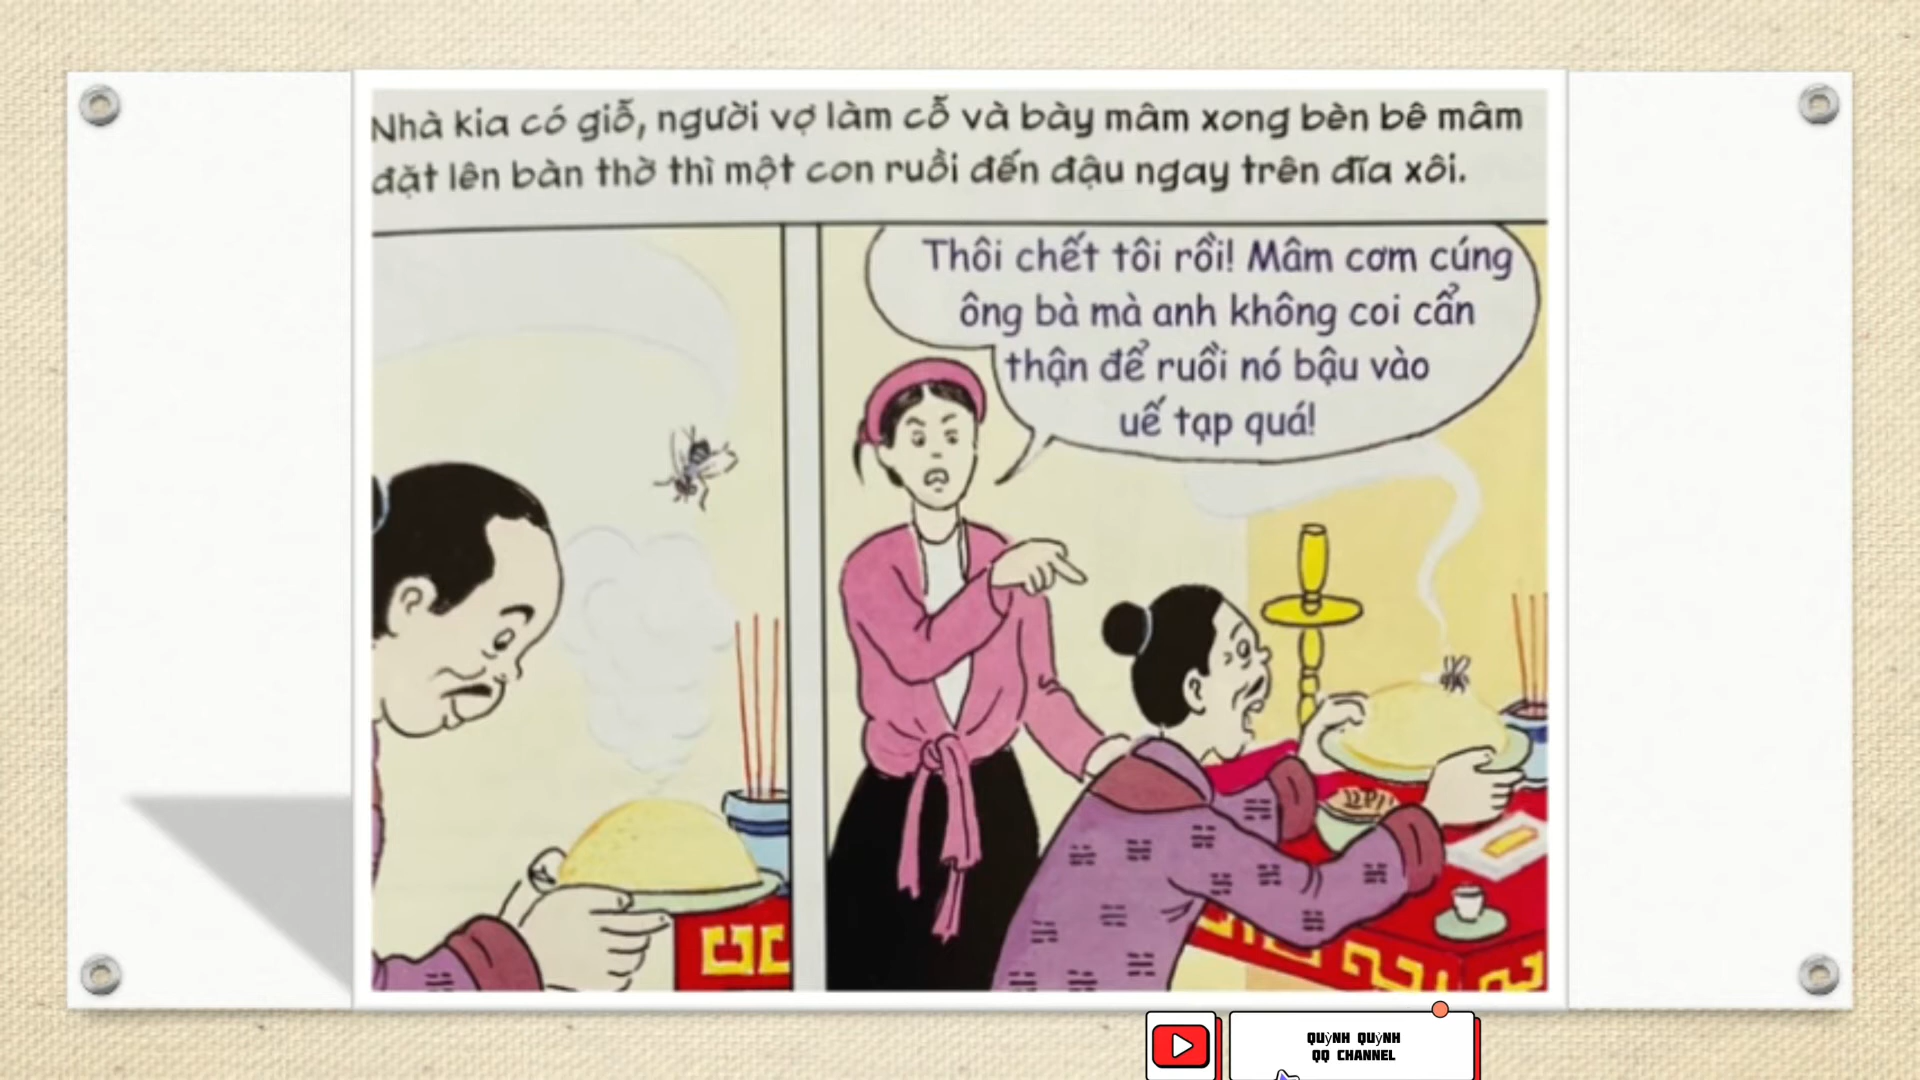 Nhà kia có giỗ, người vợ làm cỗ và bày mâm xong bèn bê mâm
đặt lên bàn thờ thì một con ruồi đến đậu ngay trên đĩa xôi.
Thôi chết tôi rồi! Mâm cơm cúng
ông bà mà anh không coi cẩn
thận để ruồi nó bậu vào
uế tạp quá!
QUỲNH QUỲNH
QQ CHANNEL